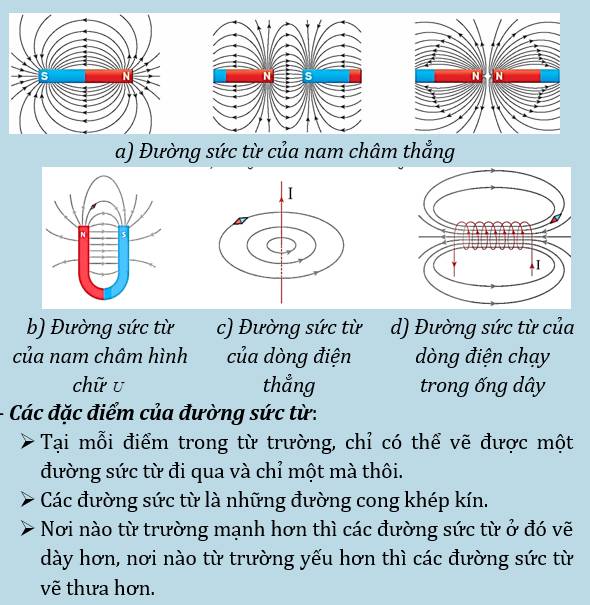 S N N S N N
a) Đường sức từ của nam châm thẳng
N S I I
b) Đường sức từ của nam châm hình chữ U
c) Đường sức từ của dòng điện thẳng
d) Đường sức từ của dòng điện chạy trong ống dây
- Các đặc điểm của đường sức từ:
➢ Tại mỗi điểm trong từ trường, chỉ có thể vẽ được một
đường sức từ đi qua và chỉ một mà thôi.
➢ Các đường sức từ là những đường cong khép kín.
➢ Nơi nào từ trường mạnh hơn thì các đường sức từ ở đó vẽ
dày hơn, nơi nào từ trường yếu hơn thì các đường sức từ
vẽ thưa hơn.